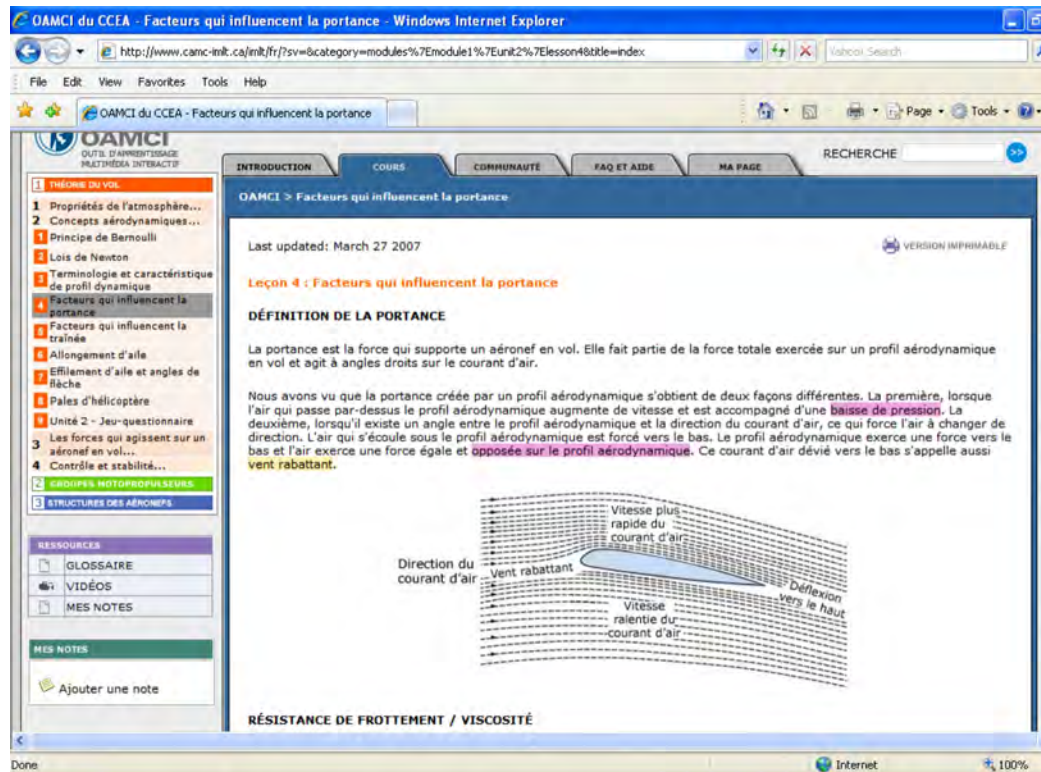 OAMCI du CCEA - Facteurs qui influencent la portance - Windows Internet Explorer
http://www.camc-imlt.ca/imlt/fr/?sv=&category=modules%7Emodule1%7Eunit2%7Elesson4&title=index
Yahoo! Search
File Edit View Favorites Tools Help
OAMCI du CCEA - Facteurs qui influencent la portance
Page Tools
OAMCI
OUTIL D'APPRENTISSAGE
MULTIMÉDIA INTERACTIF
INTRODUCTION COURS COMMUNAUTÉ FAQ ET AIDE MA PAGE
RECHERCHE
OAMCI > Facteurs qui influencent la portance
1 THÉORIE DU VOL
1 Propriétés de l'atmosphère...
2 Concepts aérodynamiques...
1 Principe de Bernoulli
2 Lois de Newton
3 Terminologie et caractéristique
de profil dynamique
4 Facteurs qui influencent la
portance
5 Facteurs qui influencent la
traînée
6 Allongement d'aile
7 Effilement d'aile et angles de
flèche
8 Pales d'hélicoptère
9 Unité 2 - Jeu-questionnaire
3 Les forces qui agissent sur un
aéronef en vol...
4 Contrôle et stabilité...
2 GROUPES MOTOPROPULSEURS
3 STRUCTURES DES AÉRONEFS
RESSOURCES
GLOSSAIRE
VIDÉOS
MES NOTES
MES NOTES
Ajouter une note
Last updated: March 27 2007
VERSION IMPRIMABLE
Leçon 4 : Facteurs qui influencent la portance
DÉFINITION DE LA PORTANCE
La portance est la force qui supporte un aéronef en vol. Elle fait partie de la force totale exercée sur un profil aérodynamique
en vol et agit à angles droits sur le courant d'air.
Nous avons vu que la portance créée par un profil aérodynamique s'obtient de deux façons différentes. La première, lorsque
l'air qui passe par-dessus le profil aérodynamique augmente de vitesse et est accompagné d'une baisse de pression. La
deuxième, lorsqu'il existe un angle entre le profil aérodynamique et la direction du courant d'air, ce qui force l'air à changer de
direction. L'air qui s'écoule sous le profil aérodynamique est forcé vers le bas. Le profil aérodynamique exerce une force vers le
bas et l'air exerce une force égale et opposée sur le profil aérodynamique. Ce courant d'air dévié vers le bas s'appelle aussi
vent rabattant.
Vitesse plus
rapide du
courant d'air
Direction du
courant d'air
Vent rabattant
Déflexion
vers le haut
Vitesse
ralentie du
courant d'air
RÉSISTANCE DE FROTTEMENT / VISCOSITÉ
Done
Internet
100%